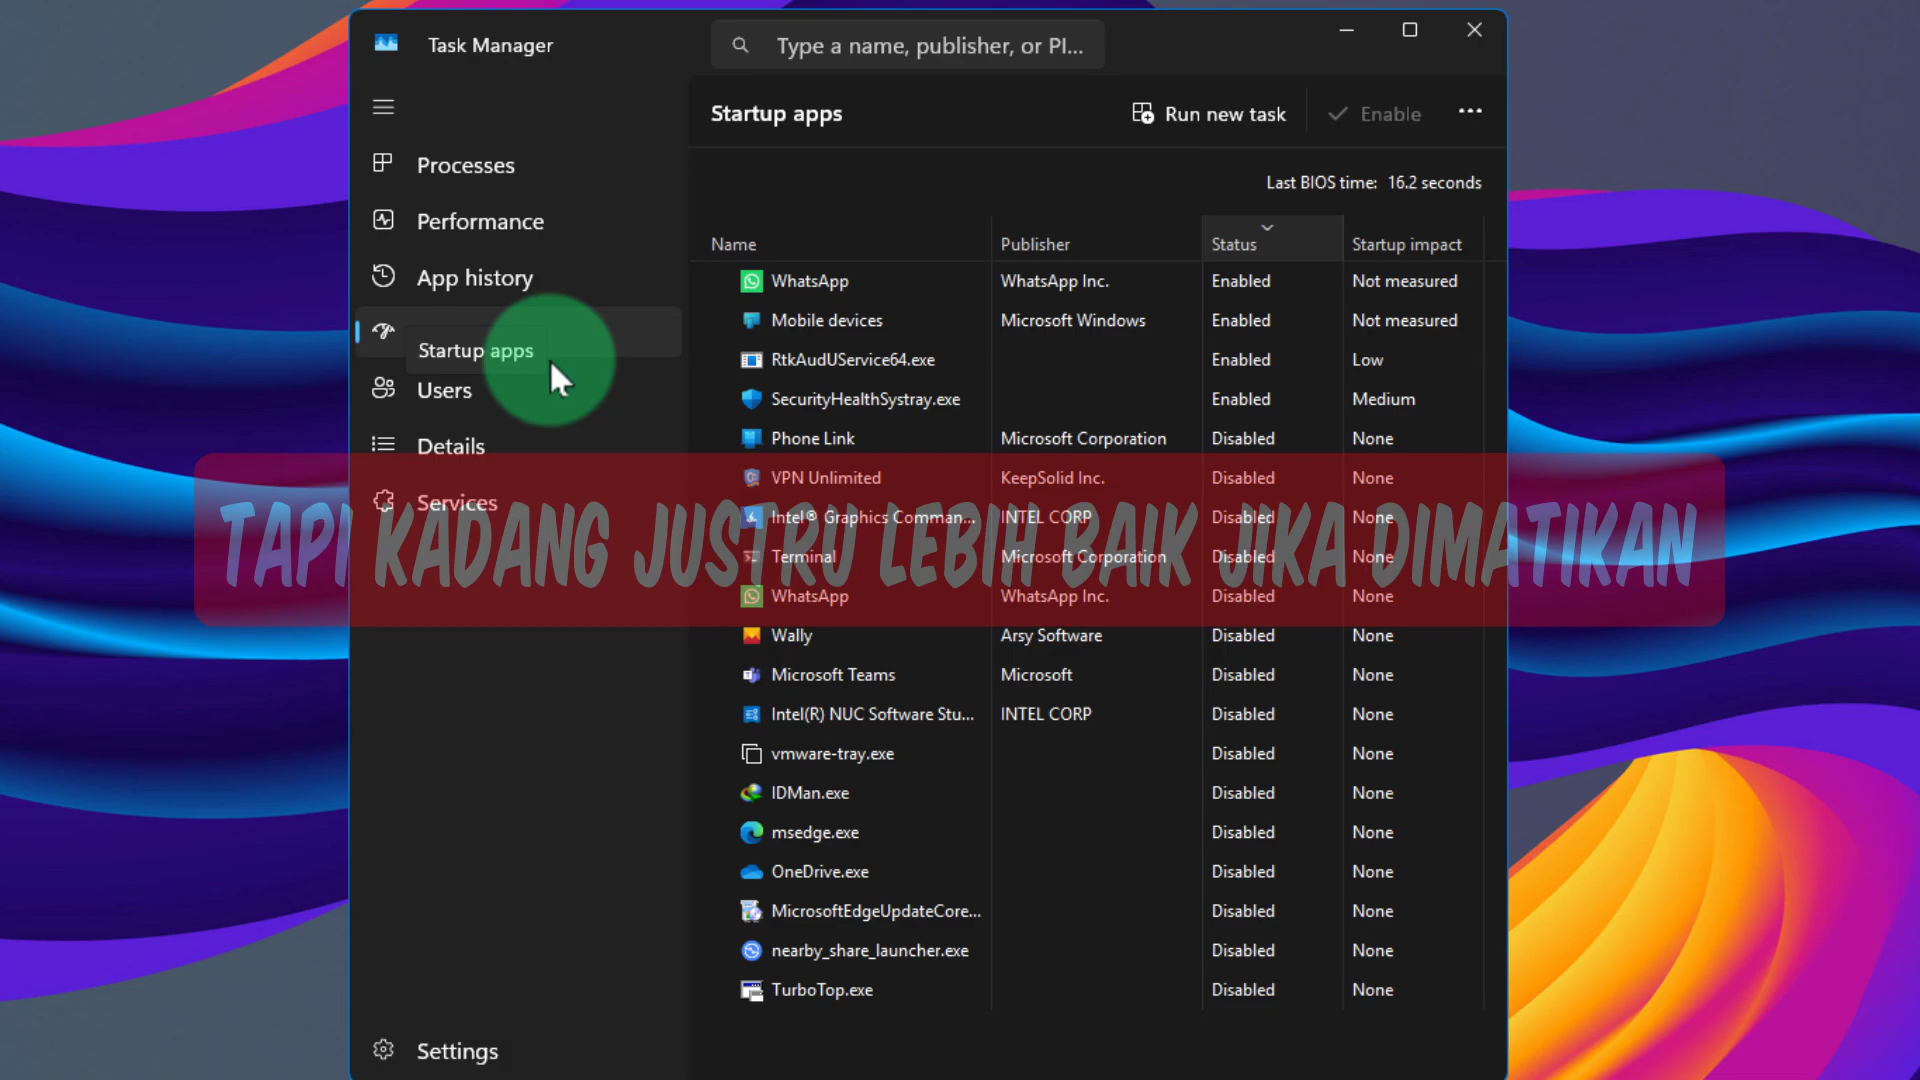 Task Manager
Type a name, publisher, or PI...
Startup apps
Run new task
Enable
Last BIOS time: 16.2 seconds
Processes
Performance
App history
Startup apps
Users
Details
Services
Settings
Name Publisher Status Startup impact
WhatsApp WhatsApp Inc. Enabled Not measured
Mobile devices Microsoft Windows Enabled Not measured
RtkAudUService64.exe Enabled Low
SecurityHealthSystray.exe Enabled Medium
Phone Link Microsoft Corporation Disabled None
VPN Unlimited KeepSolid Inc. Disabled None
Intel® Graphics Comman... INTEL CORP Disabled None
Terminal Microsoft Corporation Disabled None
WhatsApp WhatsApp Inc. Disabled None
Wally Arsy Software Disabled None
Microsoft Teams Microsoft Disabled None
Intel(R) NUC Software Stu... INTEL CORP Disabled None
vmware-tray.exe Disabled None
IDMan.exe Disabled None
msedge.exe Disabled None
OneDrive.exe Disabled None
MicrosoftEdgeUpdateCore... Disabled None
nearby_share_launcher.exe Disabled None
TurboTop.exe Disabled None
TAPI KADANG JUSTRU LEBIH BAIK JIKA DIMATIKAN